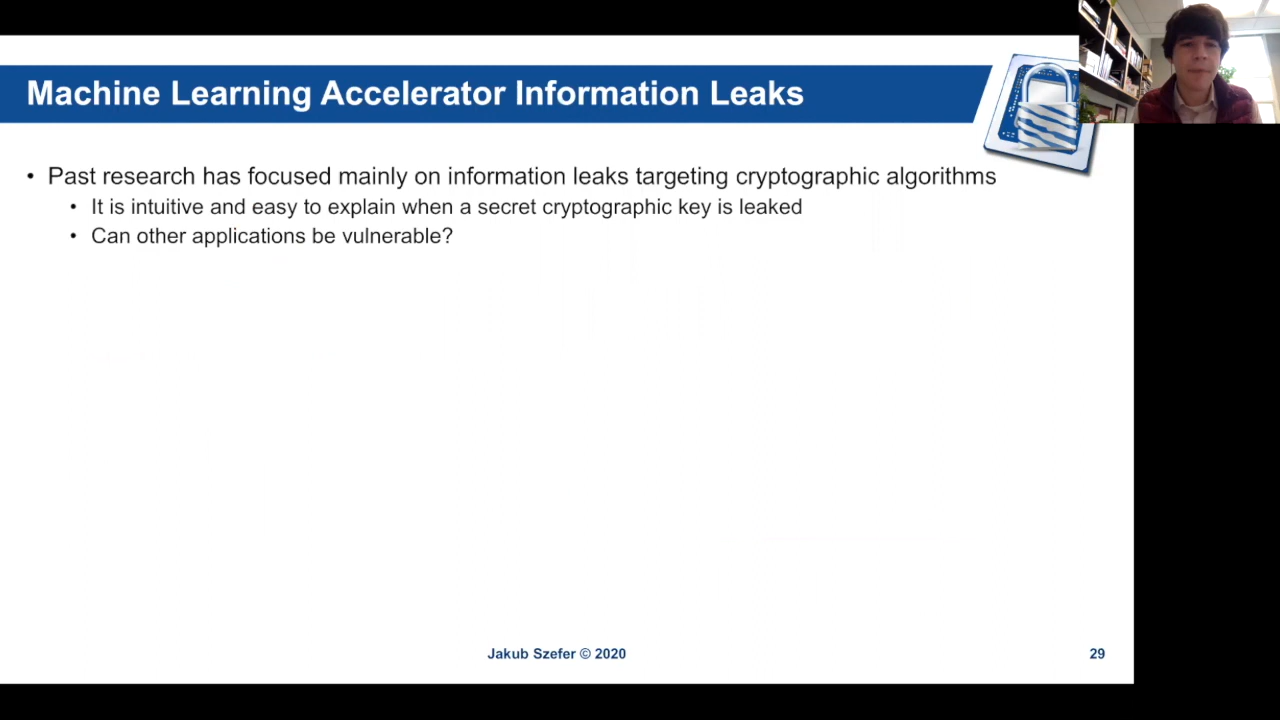 Machine Learning Accelerator Information Leaks
• Past research has focused mainly on information leaks targeting cryptographic algorithms
• It is intuitive and easy to explain when a secret cryptographic key is leaked
• Can other applications be vulnerable?
Jakub Szefer © 2020
29